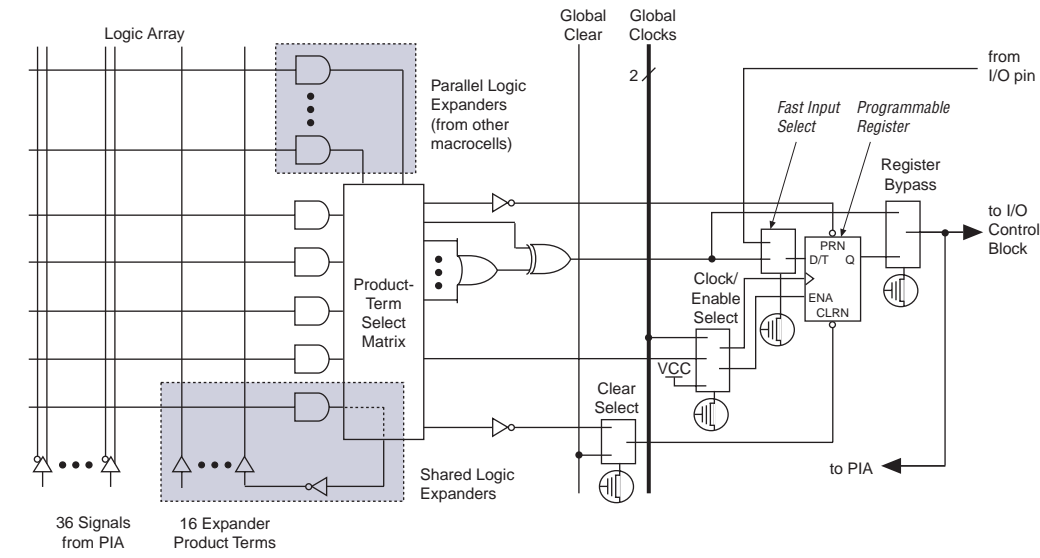 Logic Array
Global
Clear
Global
Clocks
2
from
I/O pin
Parallel Logic
Expanders
(from other
macrocells)
Fast Input
Select
Programmable
Register
Register
Bypass
to I/O
Control
Block
PRN
D/T
Q
ENA
CLRN
Clock/
Enable
Select
VCC
Product-
Term
Select
Matrix
Clear
Select
Shared Logic
Expanders
to PIA
36 Signals
from PIA
16 Expander
Product Terms